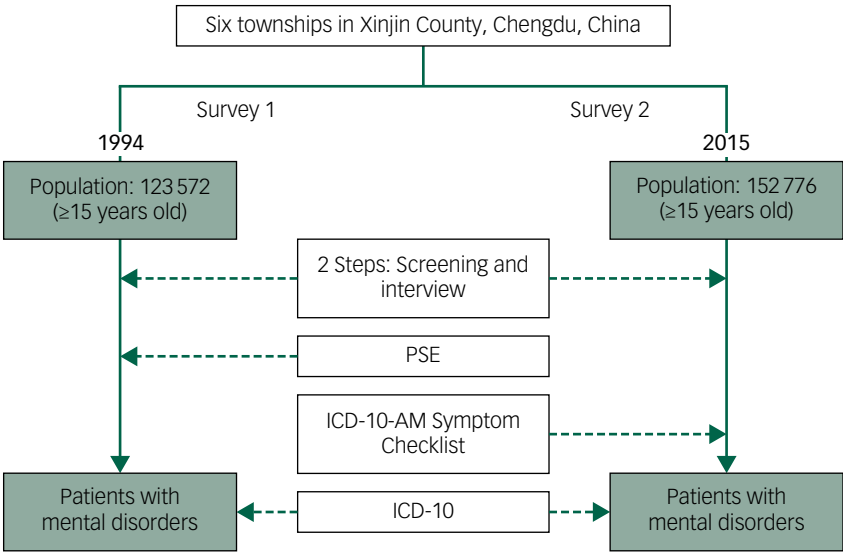 Six townships in Xinjin County, Chengdu, China
Survey 1
Survey 2
1994
2015
Population: 123 572
(≥15 years old)
Population: 152 776
(≥15 years old)
2 Steps: Screening and
interview
PSE
ICD-10-AM Symptom
Checklist
Patients with
mental disorders
ICD-10
Patients with
mental disorders